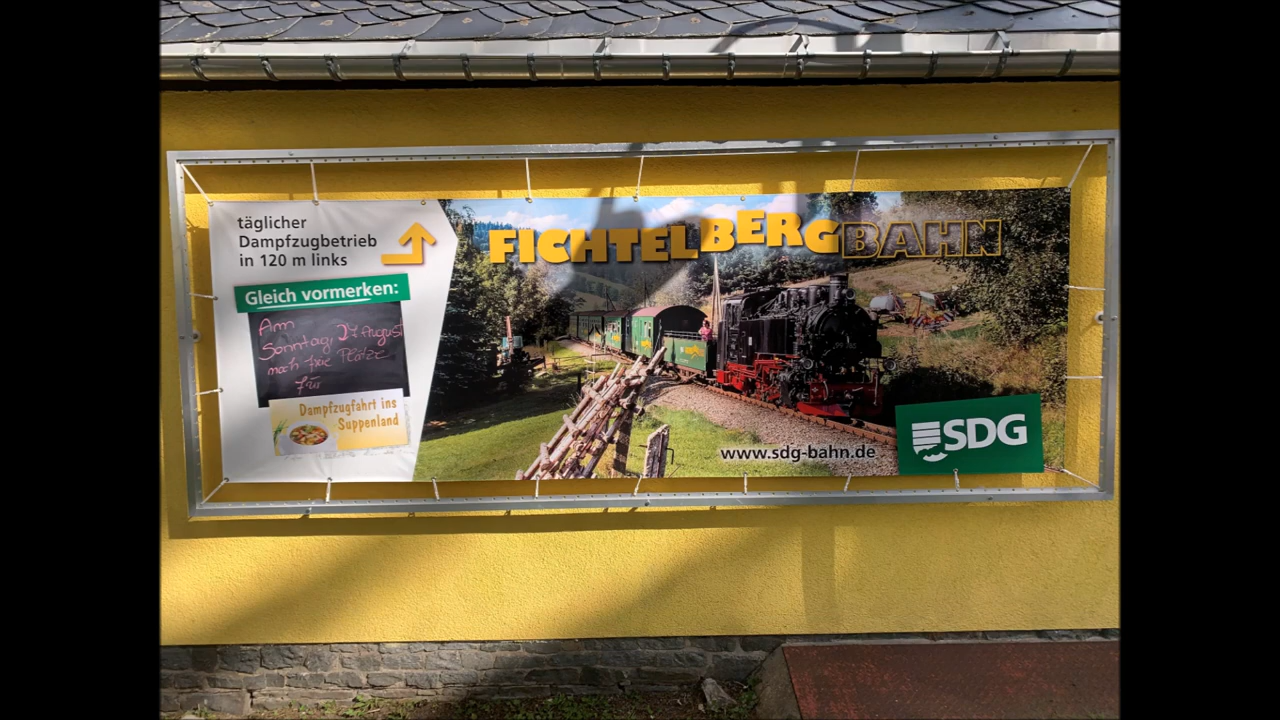 täglicher
Dampfzugbetrieb
in 120 m links
Gleich vormerken:
Am
Sonntag, 27 August
noch freie Plätze
für
Dampfzugfahrt ins
Suppenland
FICHTELBERGBAHN
www.sdg-bahn.de
SDG